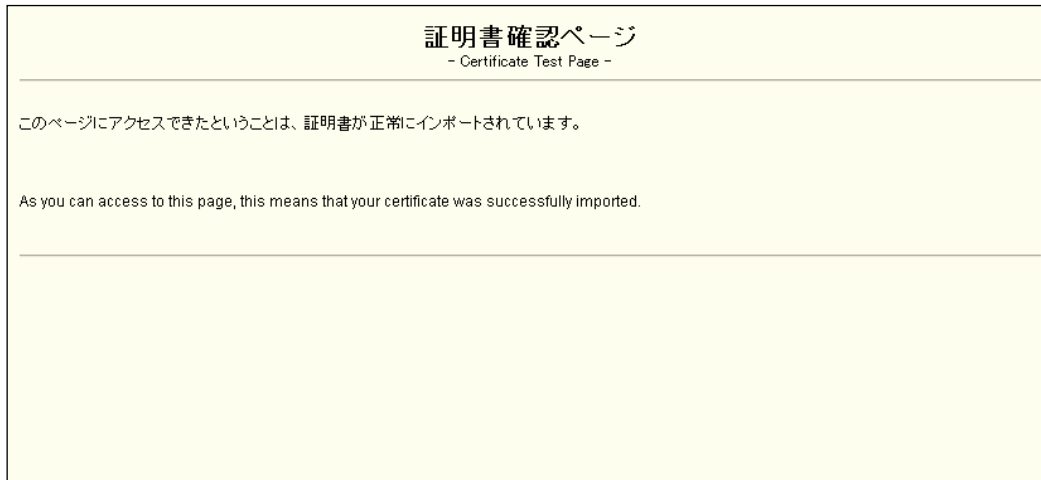 証明書確認ページ
- Certificate Test Page -
このページにアクセスできたということは、証明書が正常にインポートされています。
As you can access to this page, this means that your certificate was successfully imported.